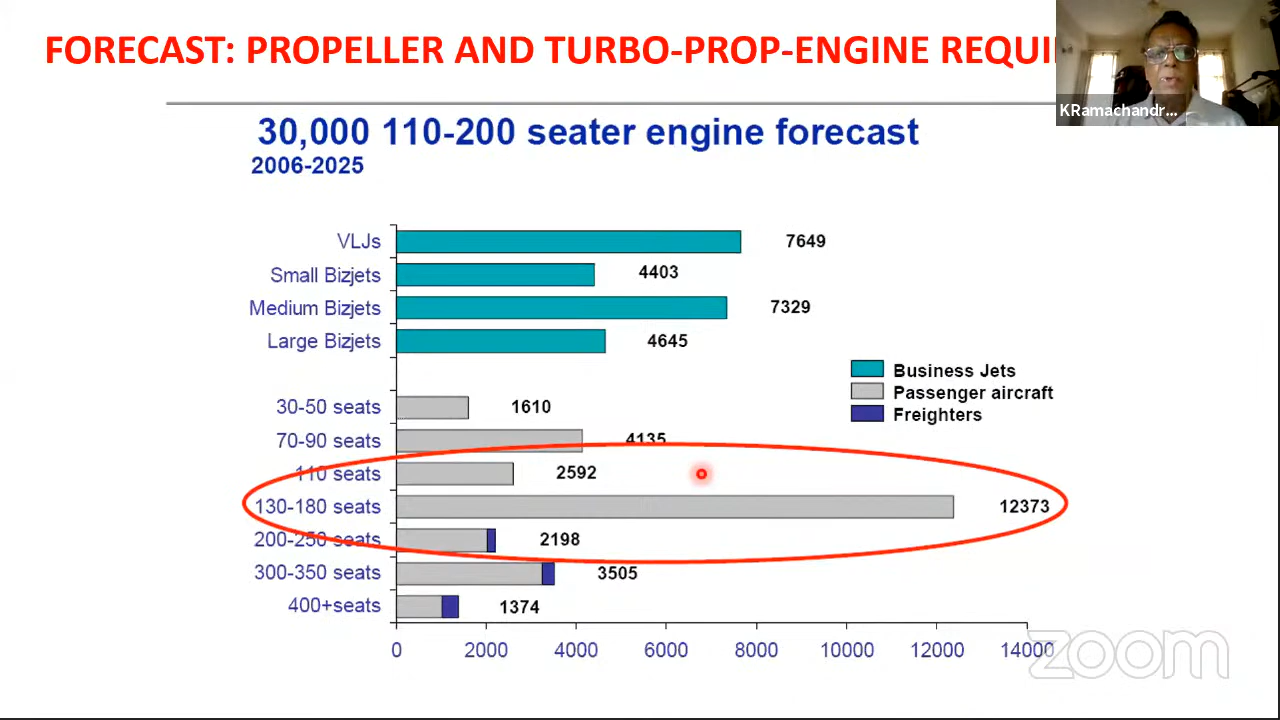 FORECAST: PROPELLER AND TURBO-PROP-ENGINE
KRamachandr...
30,000 110-200 seater engine forecast
2006-2025
VLJs 7649
Small Bizjets 4403
Medium Bizjets 7329
Large Bizjets 4645
Business Jets
Passenger aircraft
Freighters
30-50 seats 1610
70-90 seats 4135
110 seats 2592
130-180 seats 12373
200-250 seats 2198
300-350 seats 3505
400+seats 1374
0 2000 4000 6000 8000 10000 12000 14000
zoom